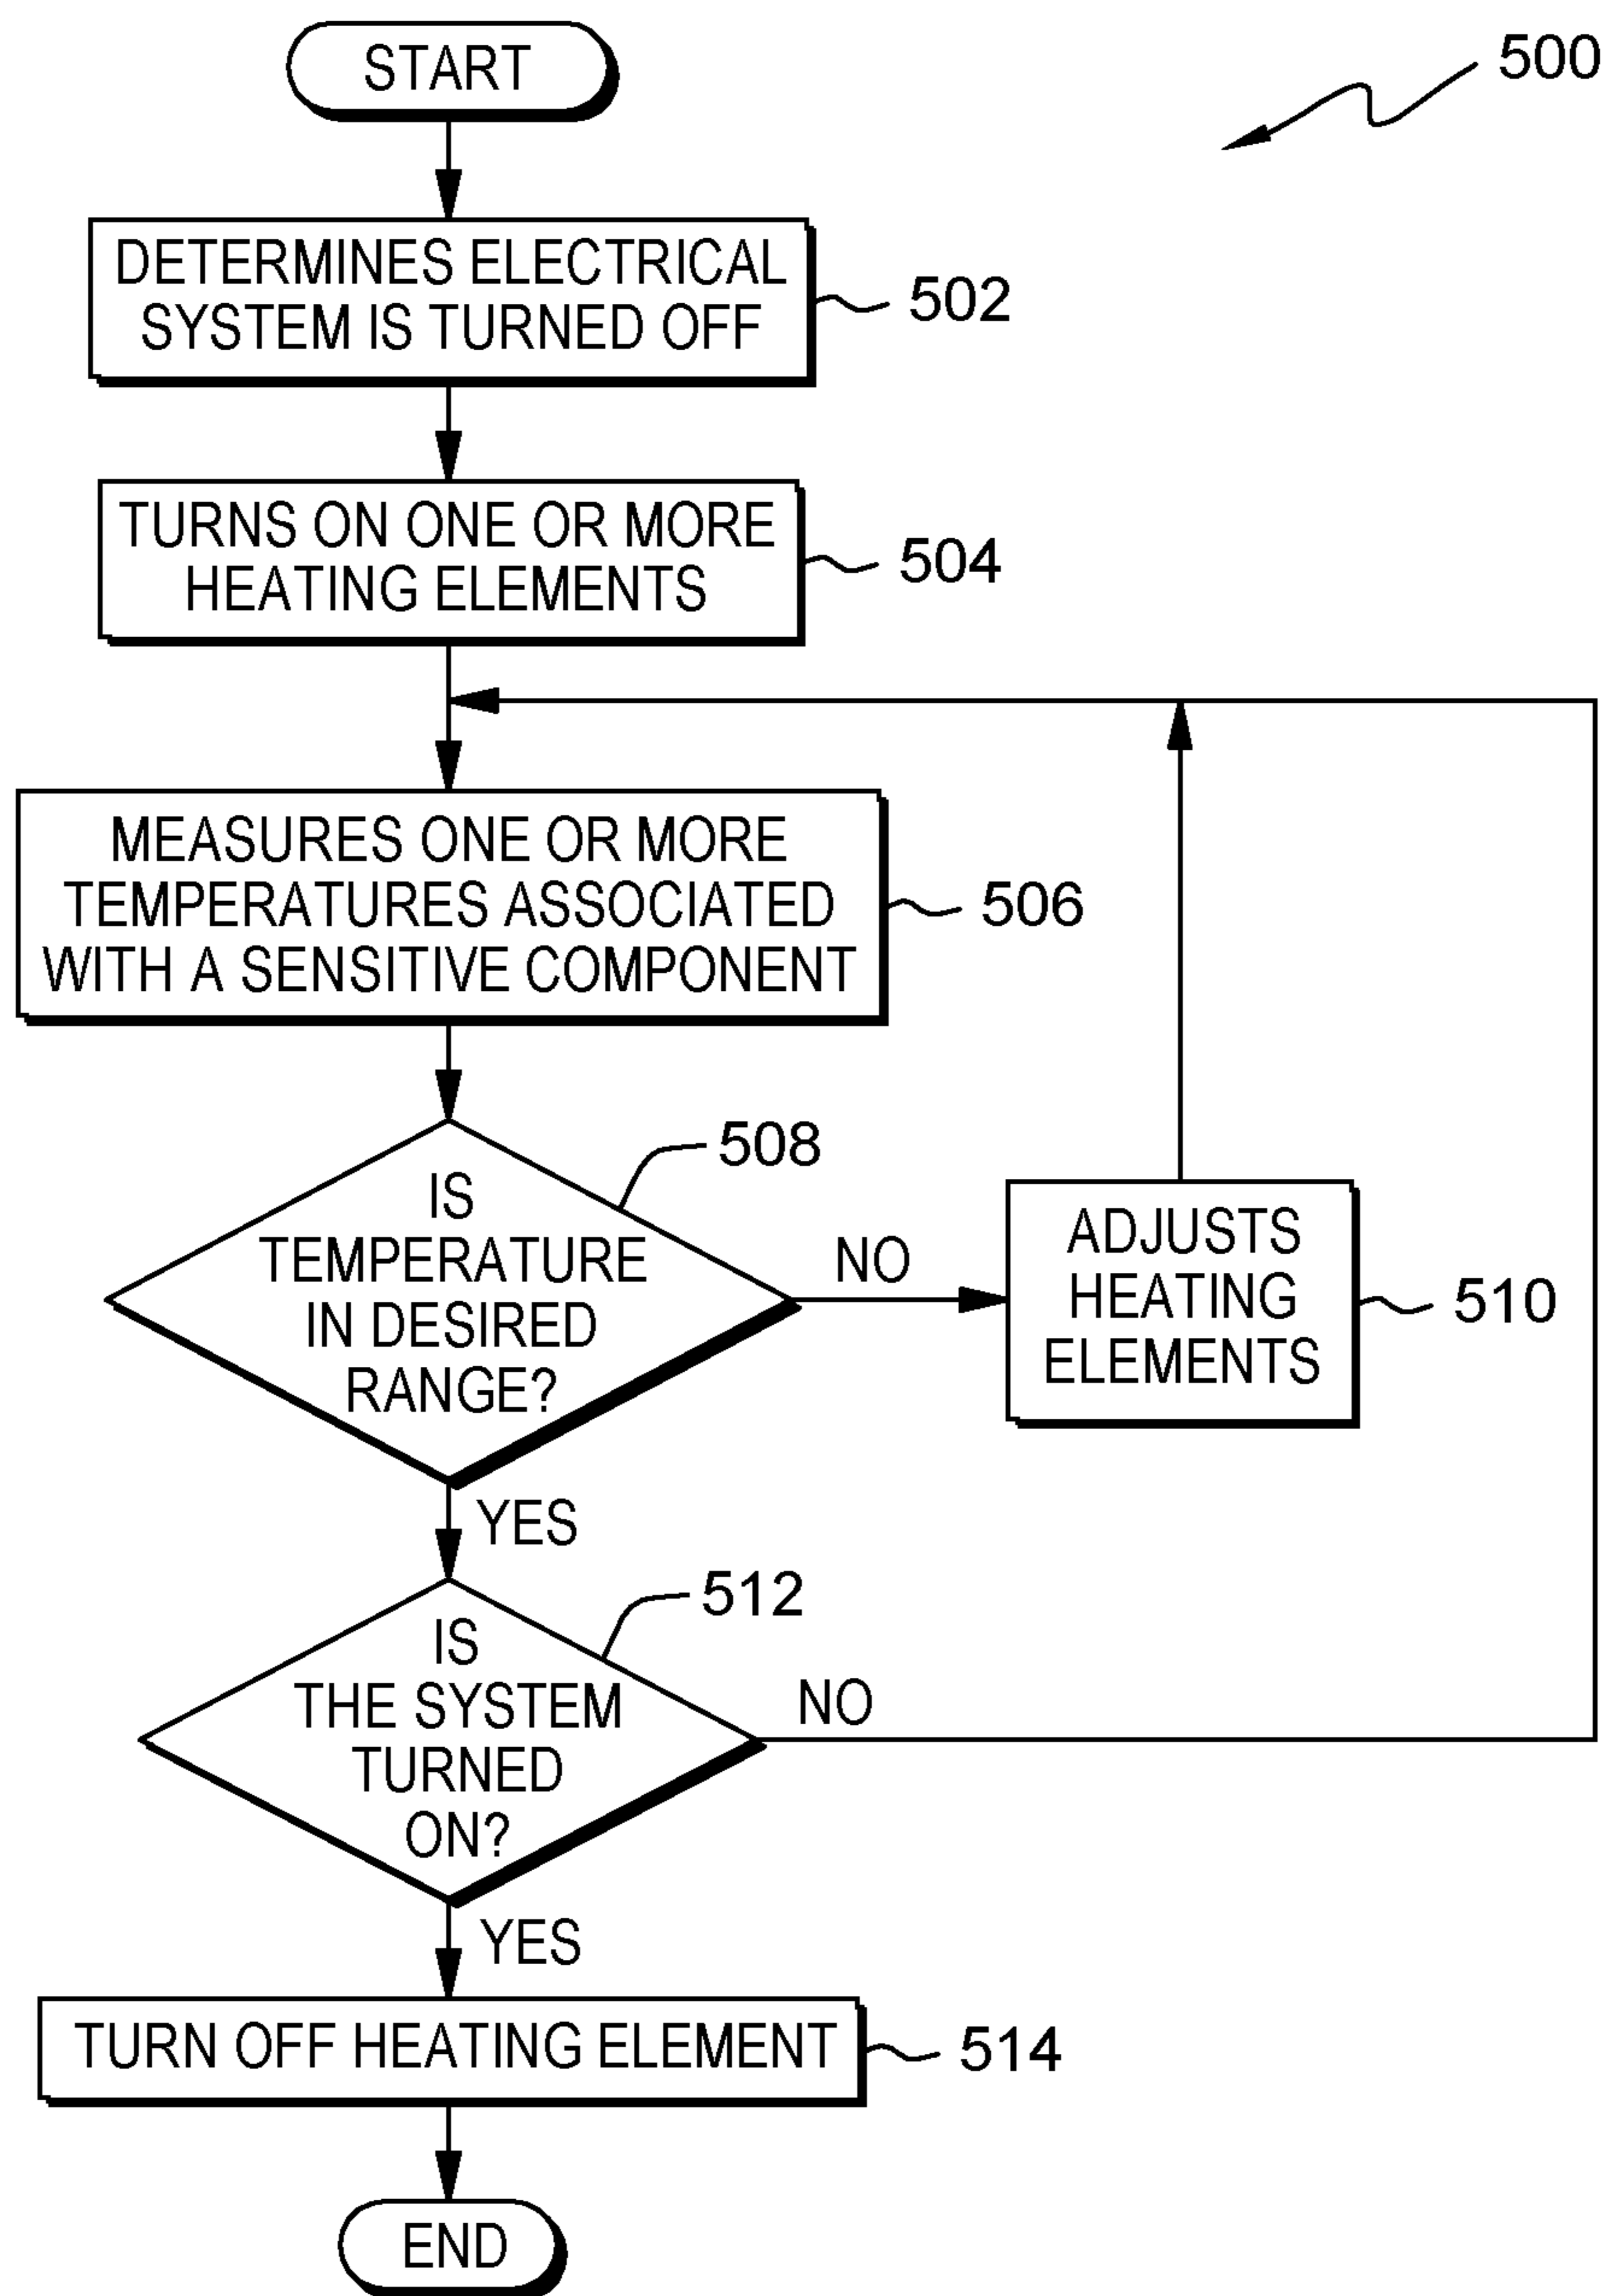 START
500
DETERMINES ELECTRICAL
SYSTEM IS TURNED OFF
502
TURNS ON ONE OR MORE
HEATING ELEMENTS
504
MEASURES ONE OR MORE
TEMPERATURES ASSOCIATED
WITH A SENSITIVE COMPONENT
506
508
IS
TEMPERATURE
IN DESIRED
RANGE?
NO
ADJUSTS
HEATING
ELEMENTS
510
YES
512
IS
THE SYSTEM
TURNED
ON?
NO
YES
TURN OFF HEATING ELEMENT
514
END